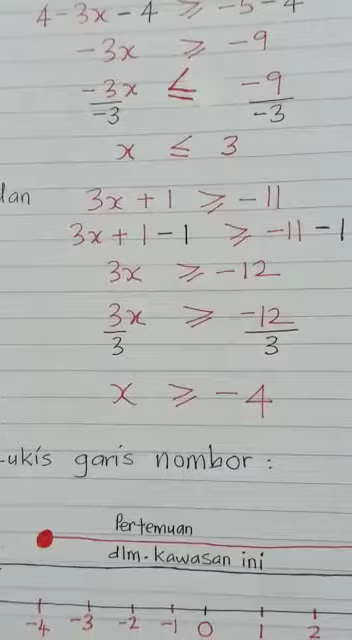 4 - 3x - 4 ≥ -5 - 4
-3x ≥ -9
-3x/-3 ≤ -9/-3
x ≤ 3
dan 3x + 1 ≥ -11
3x + 1 - 1 ≥ -11 - 1
3x ≥ -12
3x/3 ≥ -12/3
x ≥ -4
Lukis garis nombor :
Pertemuan
dlm. kawasan ini
-4 -3 -2 -1 0 1 2